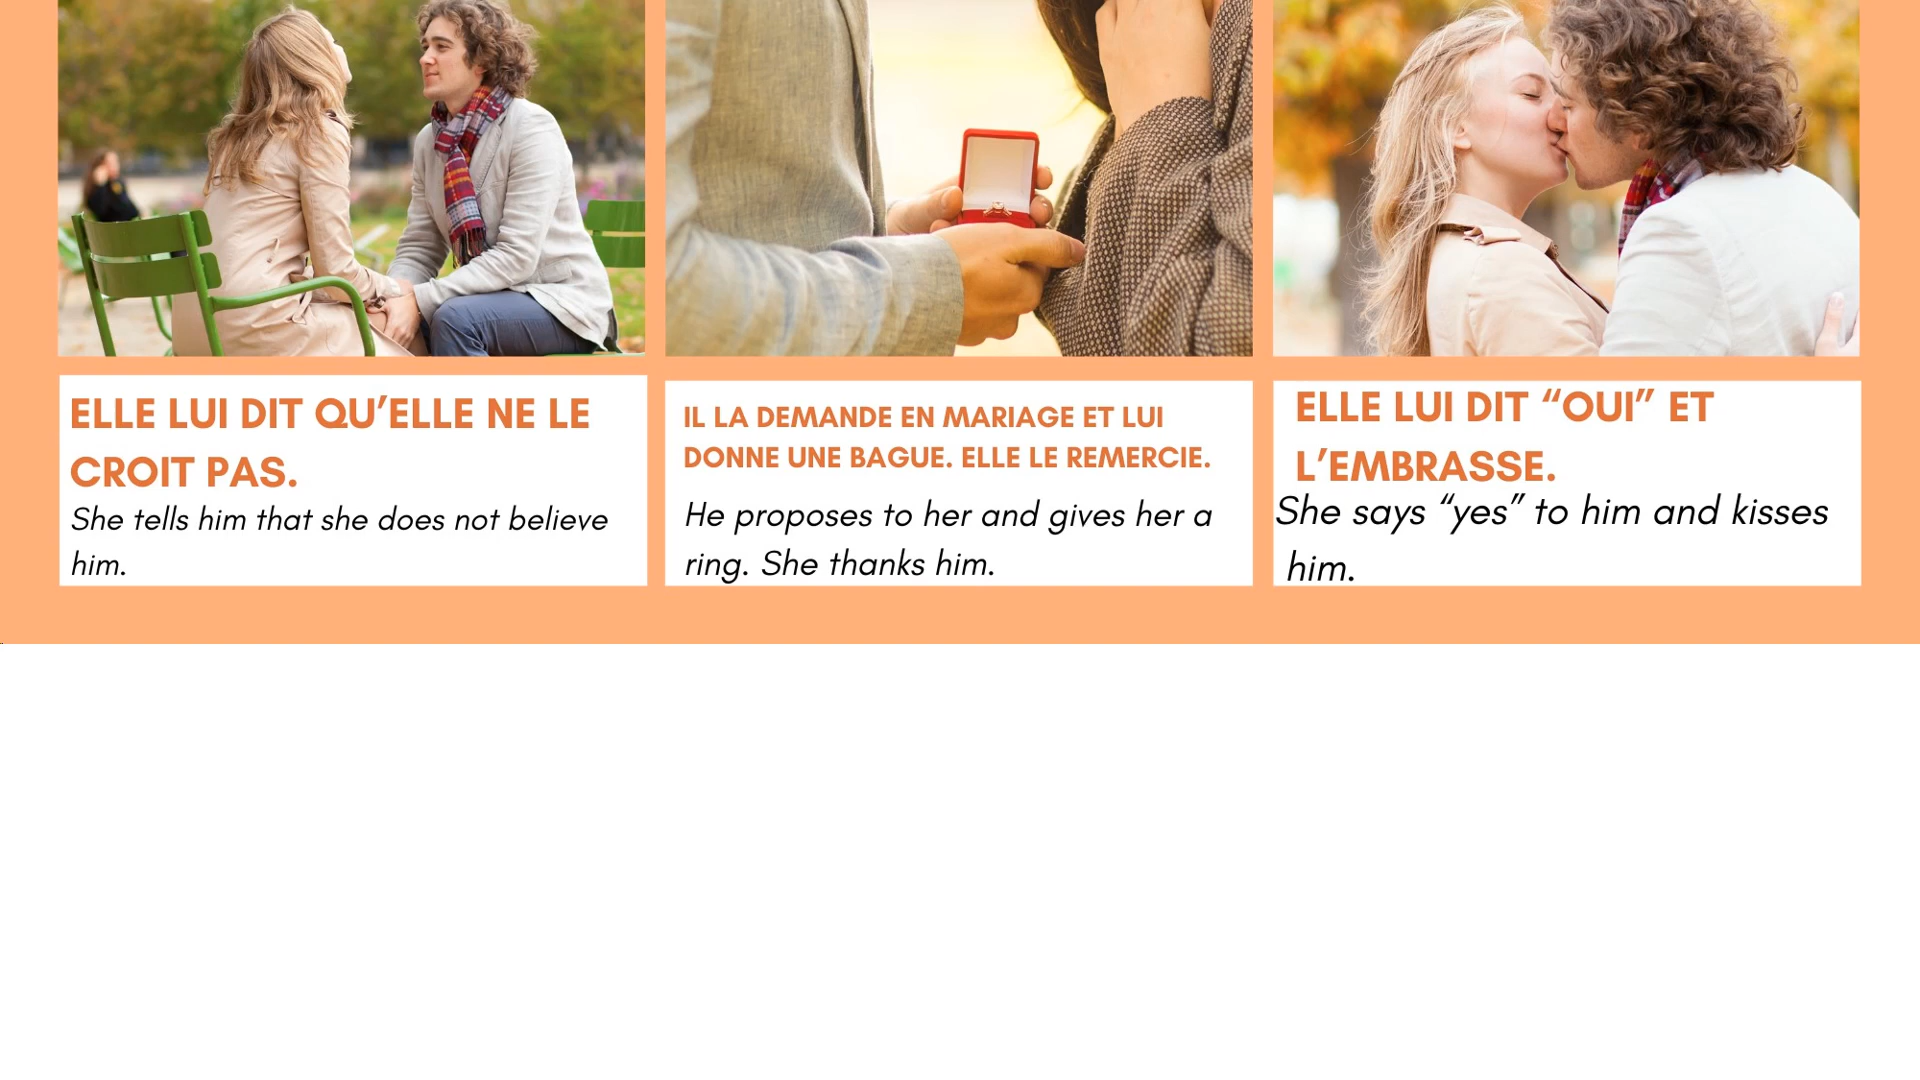 ELLE LUI DIT QU’ELLE NE LE
CROIT PAS.
She tells him that she does not believe
him.
IL LA DEMANDE EN MARIAGE ET LUI
DONNE UNE BAGUE. ELLE LE REMERCIE.
He proposes to her and gives her a
ring. She thanks him.
ELLE LUI DIT “OUI” ET
L’EMBRASSE.
She says “yes” to him and kisses
him.